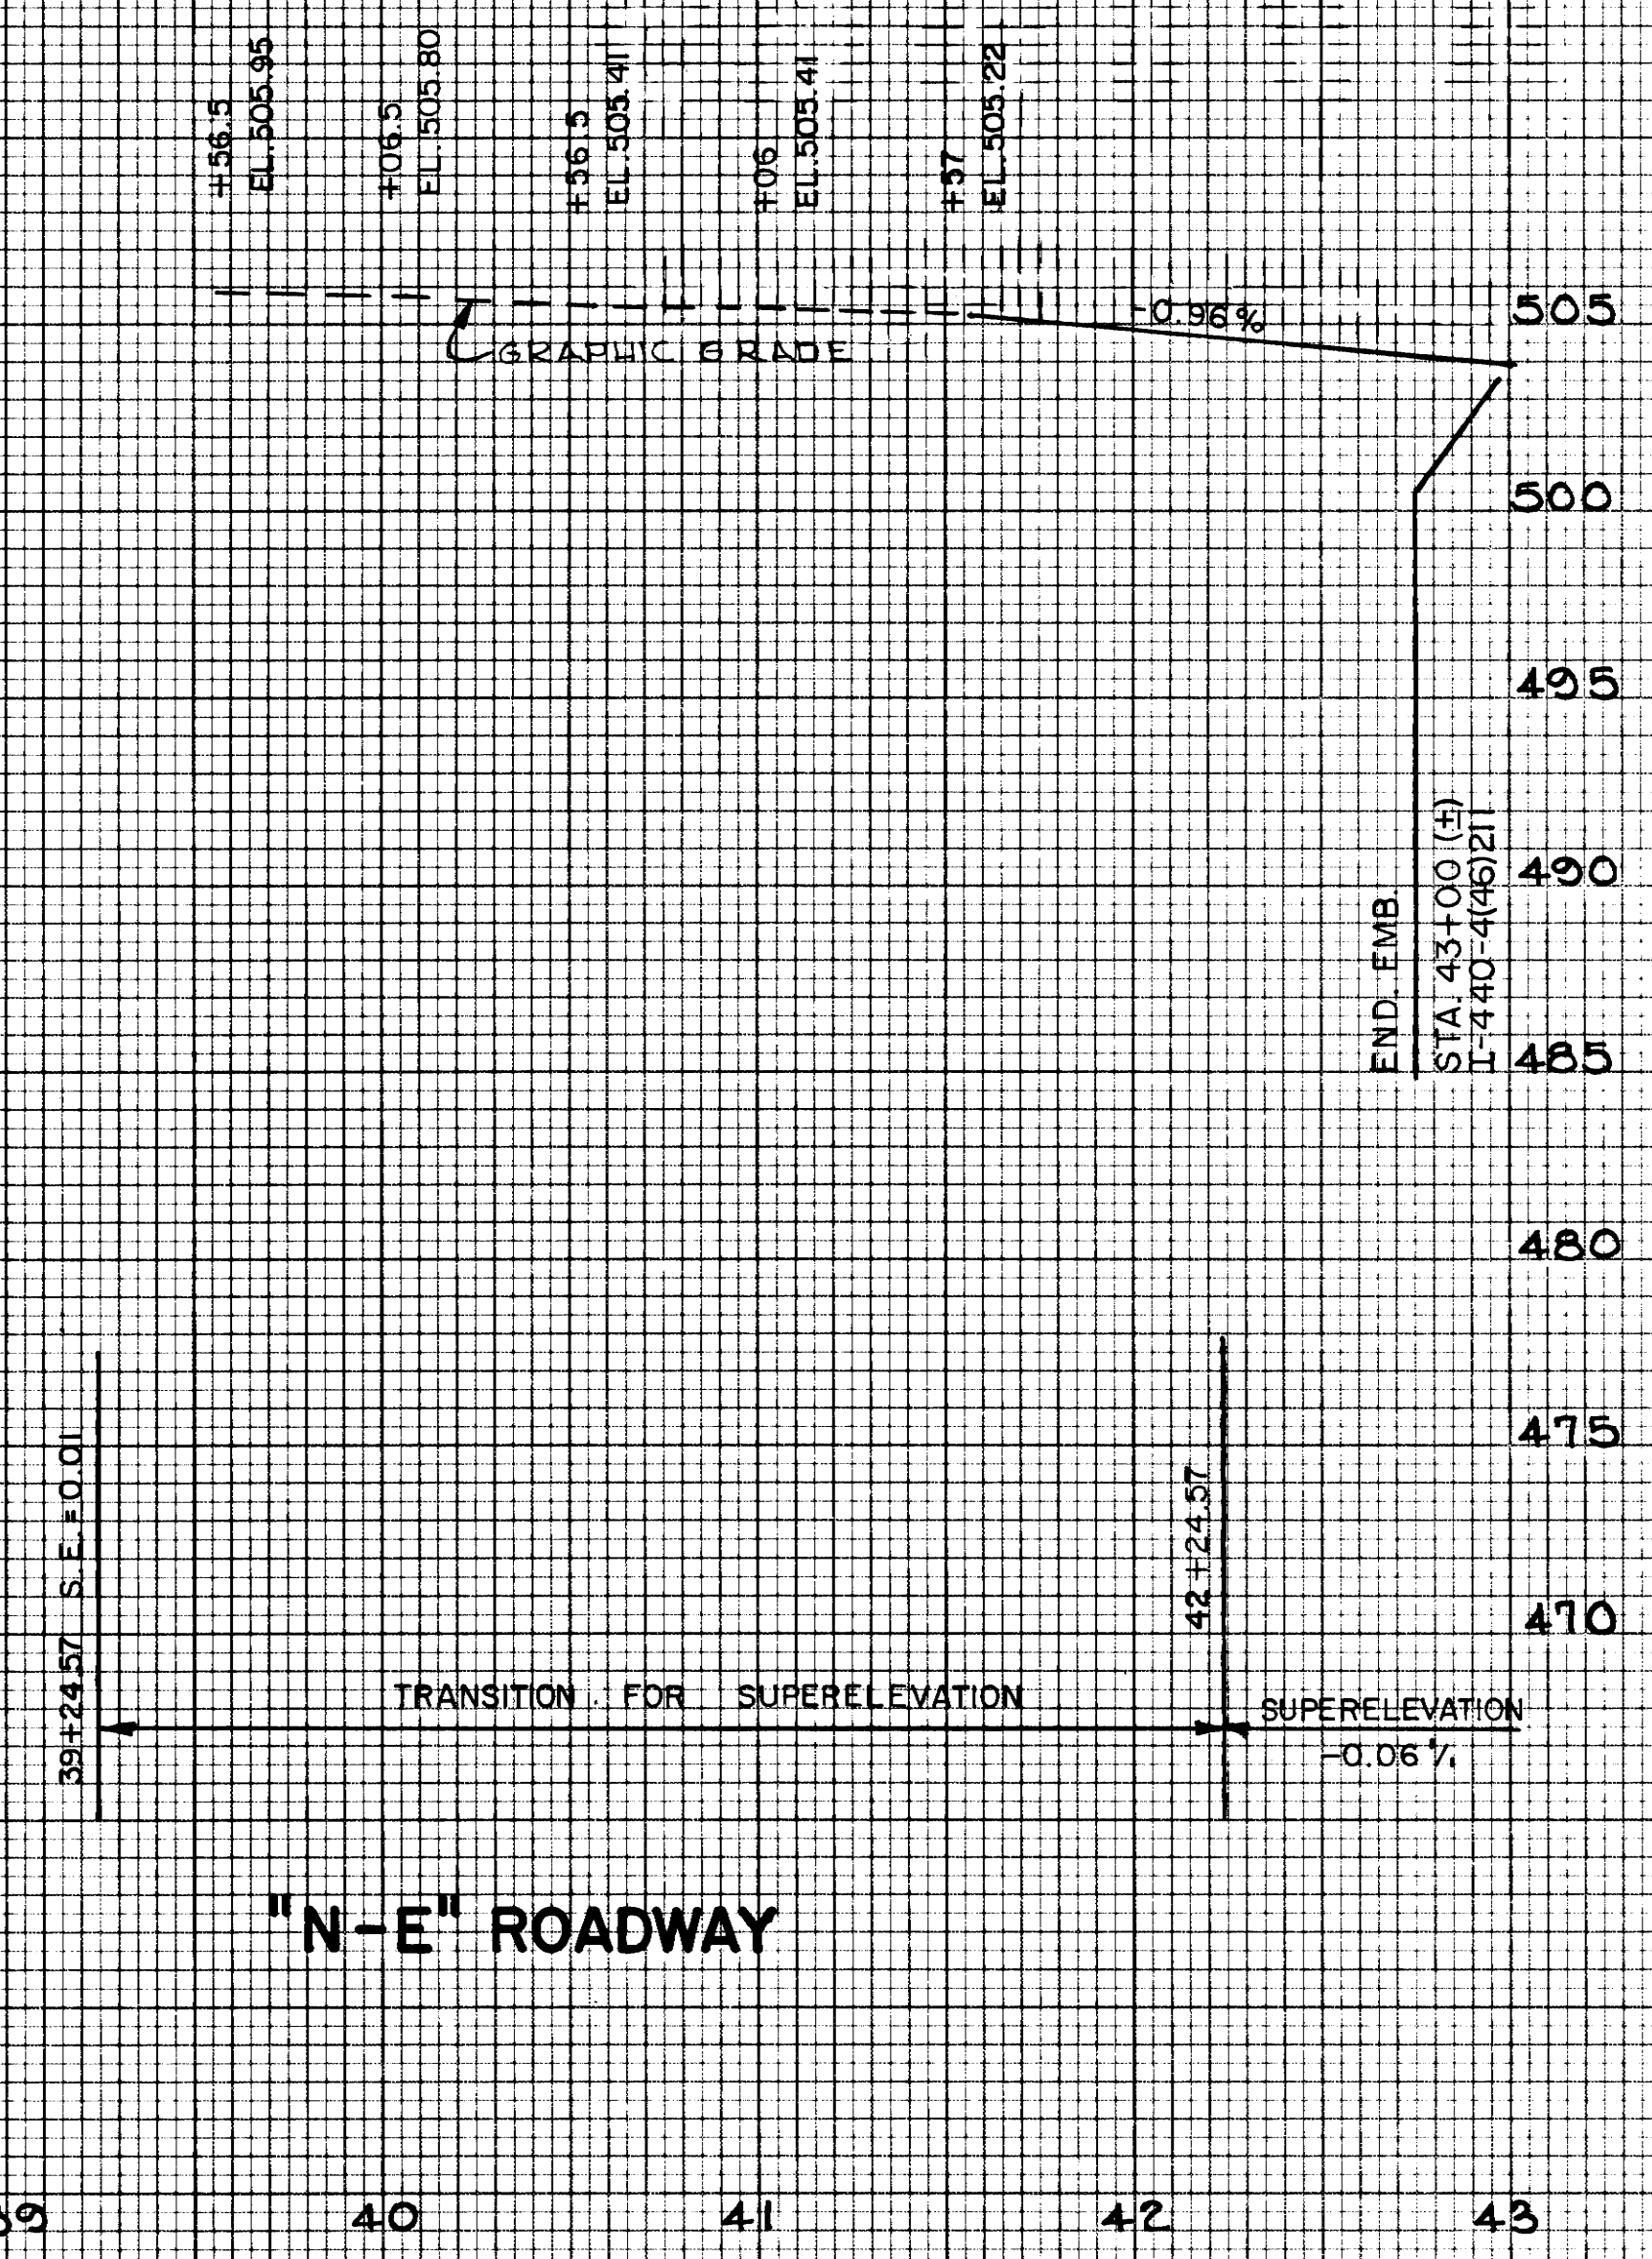 +56.5
EL.505.95
+06.5
EL.505.80
+56.5
EL.505.41
+06
EL.505.41
+57
EL.505.22
-0.96%
GRAPHIC GRADE
505
500
495
490
485
480
475
470
END. EMB.
STA. 43+00 (±)
I-440-4(46)211
39+24.57 S.E.=0.01
42+24.57
TRANSITION FOR SUPERELEVATION
SUPERELEVATION
-0.06%
"N-E" ROADWAY
40
41
42
43